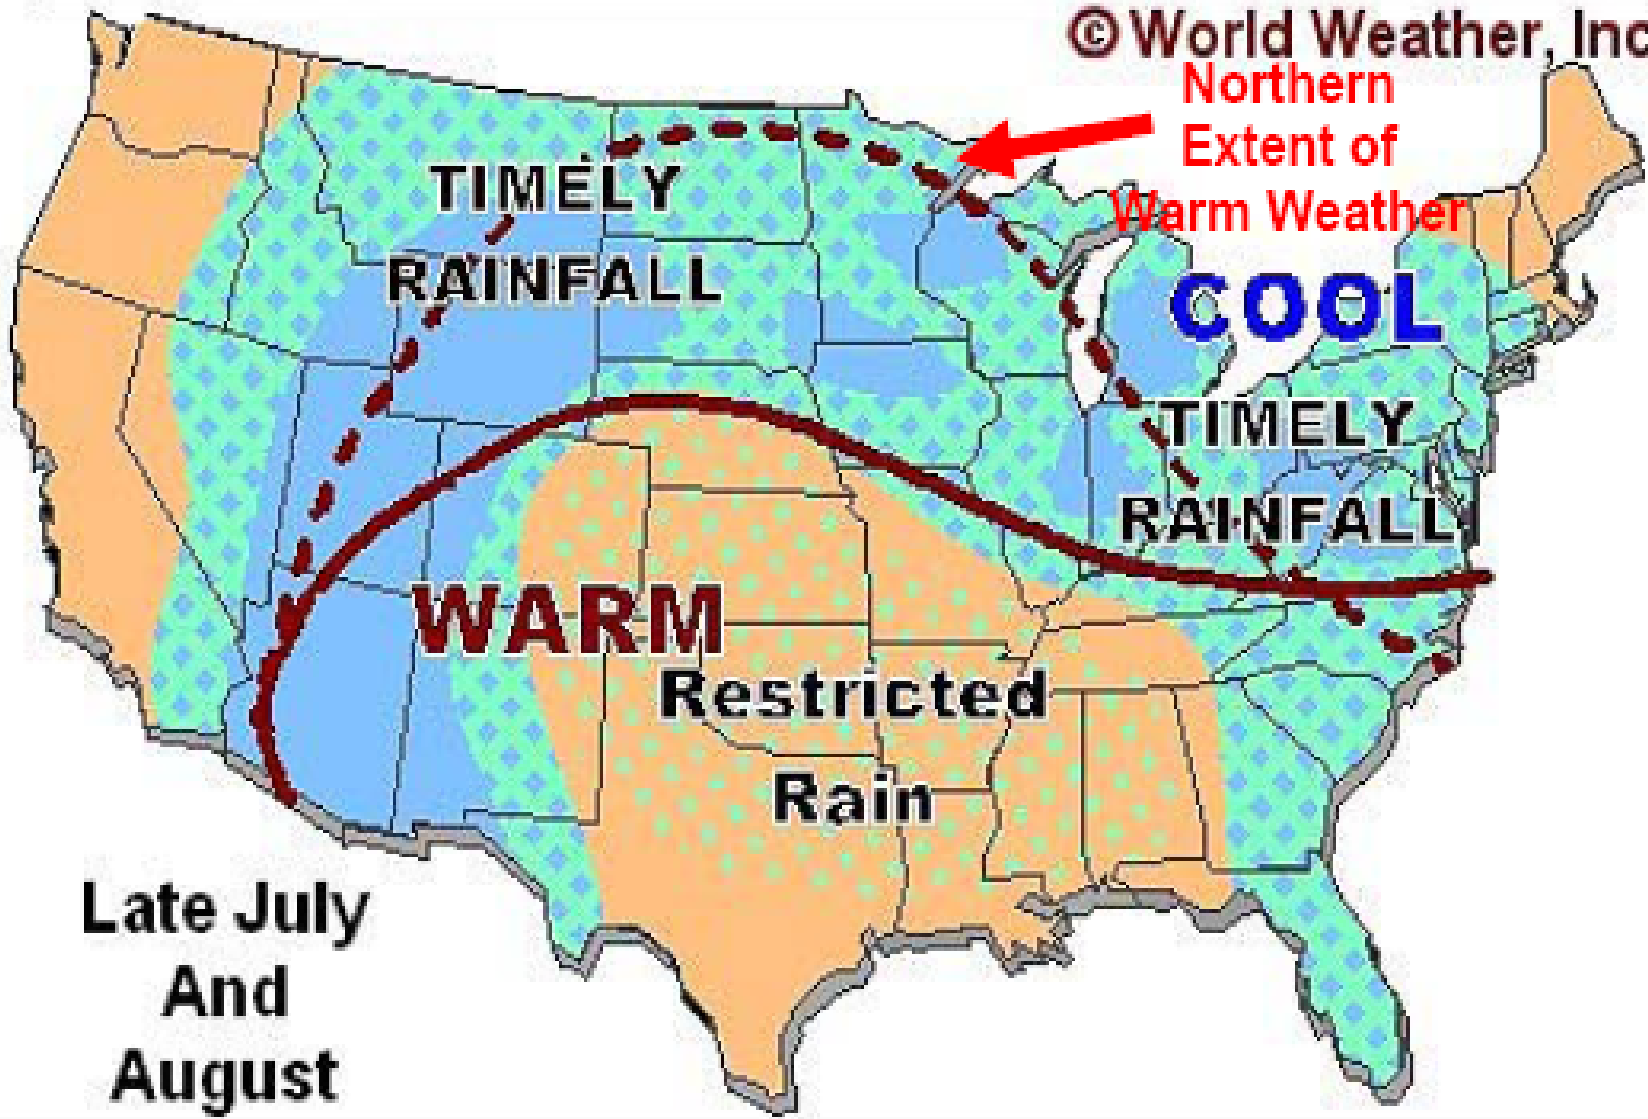 © World Weather, Inc
Northern
Extent of
Warm Weather
TIMELY
RAINFALL
COOL
TIMELY
RAINFALL
WARM
Restricted
Rain
Late July
And
August